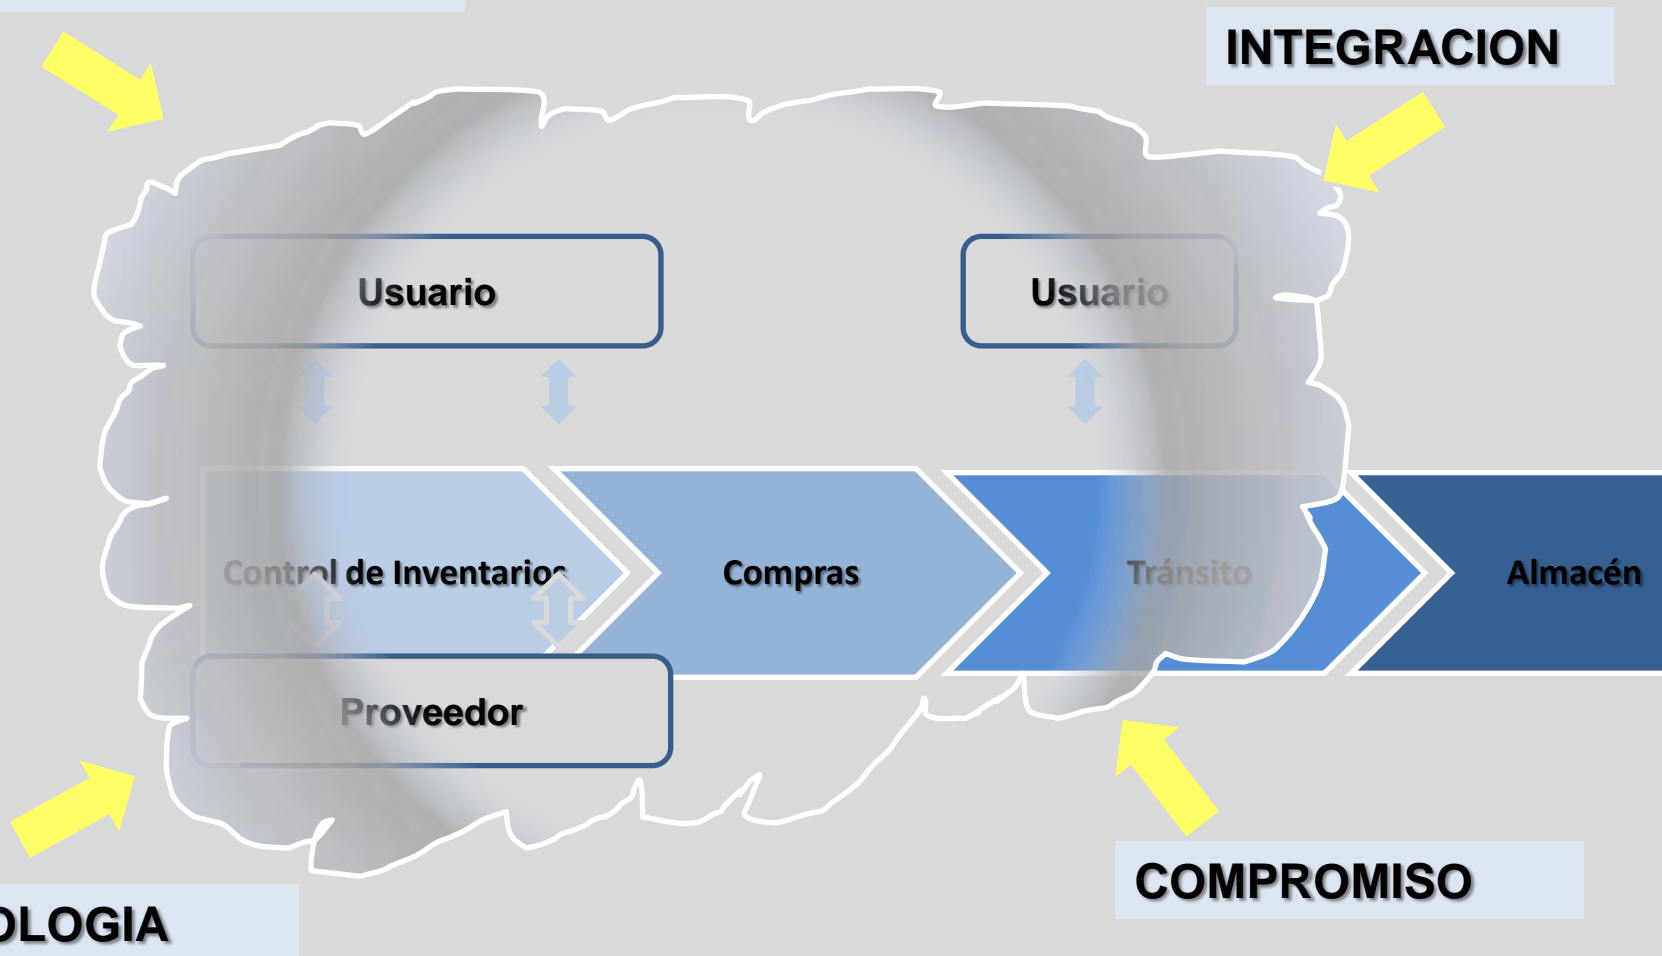 INTEGRACION
Usuario
Usuario
Control de Inventarios
Compras
Tránsito
Almacén
Proveedor
COMPROMISO
OLOGIA